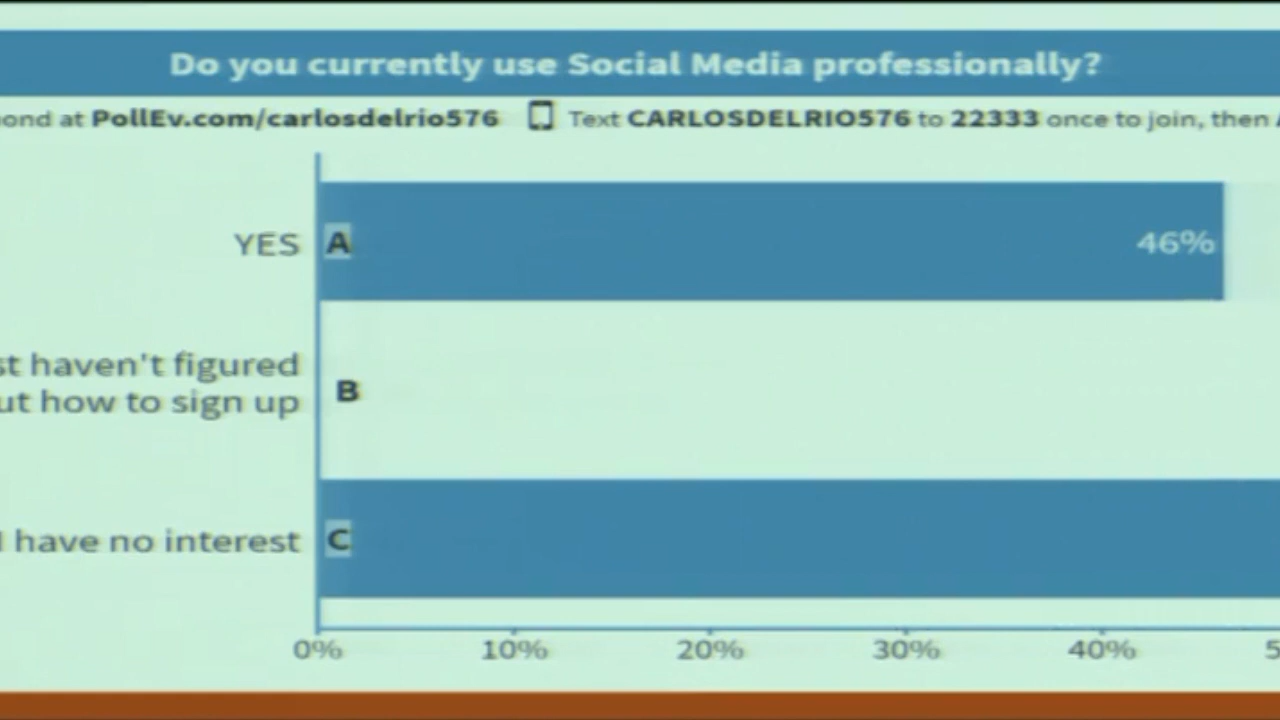 Do you currently use Social Media professionally?
ond at PollEv.com/carlosdelrio576 Text CARLOSDELRIO576 to 22333 once to join, then A
YES A 46%
st haven't figured
ut how to sign up
B
I have no interest C
0% 10% 20% 30% 40% 5